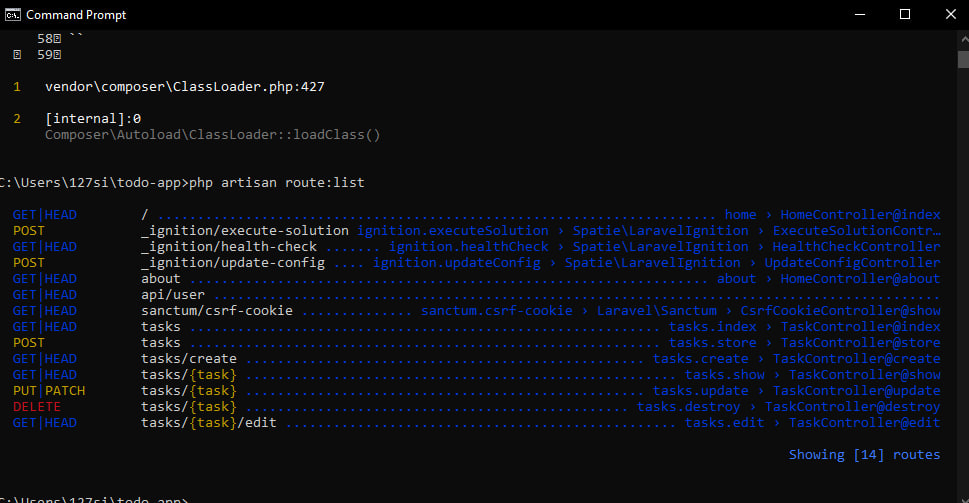 Command Prompt
58▯ ``
▯ 59▯
1 vendor\composer\ClassLoader.php:427
2 [internal]:0
Composer\Autoload\ClassLoader::loadClass()
C:\Users\127si\todo-app>php artisan route:list
GET|HEAD / ...................................................................... home › HomeController@index
POST _ignition/execute-solution ignition.executeSolution › Spatie\LaravelIgnition › ExecuteSolutionContr…
GET|HEAD _ignition/health-check ....... ignition.healthCheck › Spatie\LaravelIgnition › HealthCheckController
POST _ignition/update-config .... ignition.updateConfig › Spatie\LaravelIgnition › UpdateConfigController
GET|HEAD about ................................................................. about › HomeController@about
GET|HEAD api/user ...........................................................................................
GET|HEAD sanctum/csrf-cookie .............. sanctum.csrf-cookie › Laravel\Sanctum › CsrfCookieController@show
GET|HEAD tasks ........................................................... tasks.index › TaskController@index
POST tasks ........................................................... tasks.store › TaskController@store
GET|HEAD tasks/create .................................................. tasks.create › TaskController@create
GET|HEAD tasks/{task} ...................................................... tasks.show › TaskController@show
PUT|PATCH tasks/{task} .................................................. tasks.update › TaskController@update
DELETE tasks/{task} ................................................ tasks.destroy › TaskController@destroy
GET|HEAD tasks/{task}/edit ................................................. tasks.edit › TaskController@edit
Showing [14] routes
C:\Users\127si\todo-app>